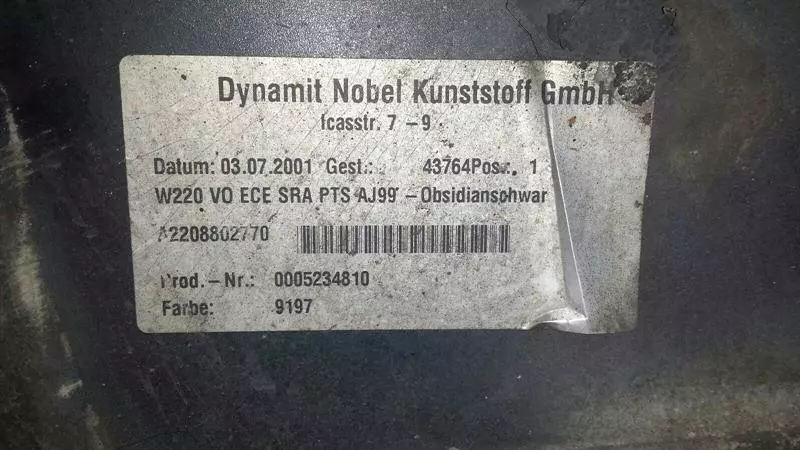 Dynamit Nobel Kunststoff GmbH
Icasstr. 7 – 9
Datum: 03.07.2001 Gest.: 43764Pos.: 1
W220 VO ECE SRA PTS AJ99 – Obsidianschwar
A2208802770
Prod.–Nr.: 0005234810
Farbe: 9197